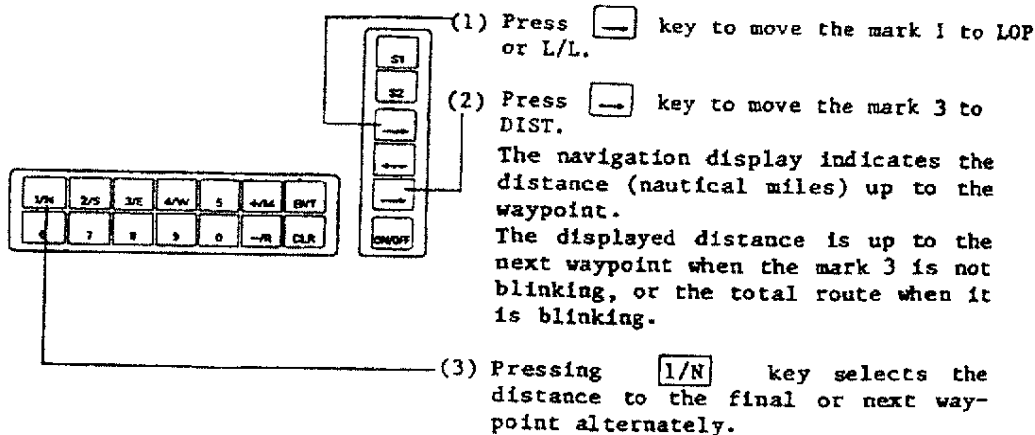 (1) Press → key to move the mark 1 to LOP
or L/L.
(2) Press → key to move the mark 3 to
DIST.
The navigation display indicates the
distance (nautical miles) up to the
waypoint.
The displayed distance is up to the
next waypoint when the mark 3 is not
blinking, or the total route when it
is blinking.
(3) Pressing 1/N key selects the
distance to the final or next way-
point alternately.
S1
S2
→
←
→
ON/OFF
1/N 2/S 3/E 4/W 5 +/M ENT
6 7 8 9 0 -/R CLR